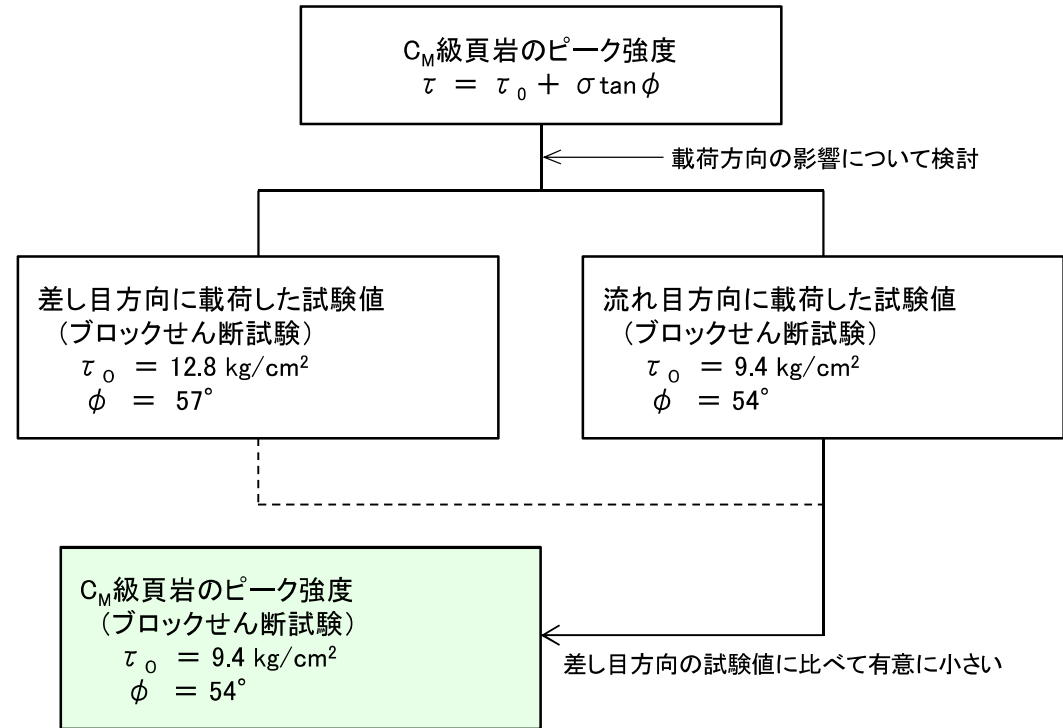 CM級頁岩のピーク強度
τ = τ0 + σtanφ
載荷方向の影響について検討
差し目方向に載荷した試験値
(ブロックせん断試験)
τ0 = 12.8 kg/cm²
φ = 57°
流れ目方向に載荷した試験値
(ブロックせん断試験)
τ0 = 9.4 kg/cm²
φ = 54°
CM級頁岩のピーク強度
(ブロックせん断試験)
τ0 = 9.4 kg/cm²
φ = 54°
差し目方向の試験値に比べて有意に小さい